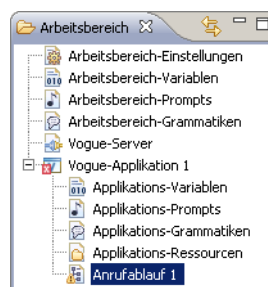 Arbeitsbereich
Arbeitsbereich-Einstellungen
Arbeitsbereich-Variablen
Arbeitsbereich-Prompts
Arbeitsbereich-Grammatiken
Vogue-Server
Vogue-Applikation 1
Applikations-Variablen
Applikations-Prompts
Applikations-Grammatiken
Applikations-Ressourcen
Anrufablauf 1